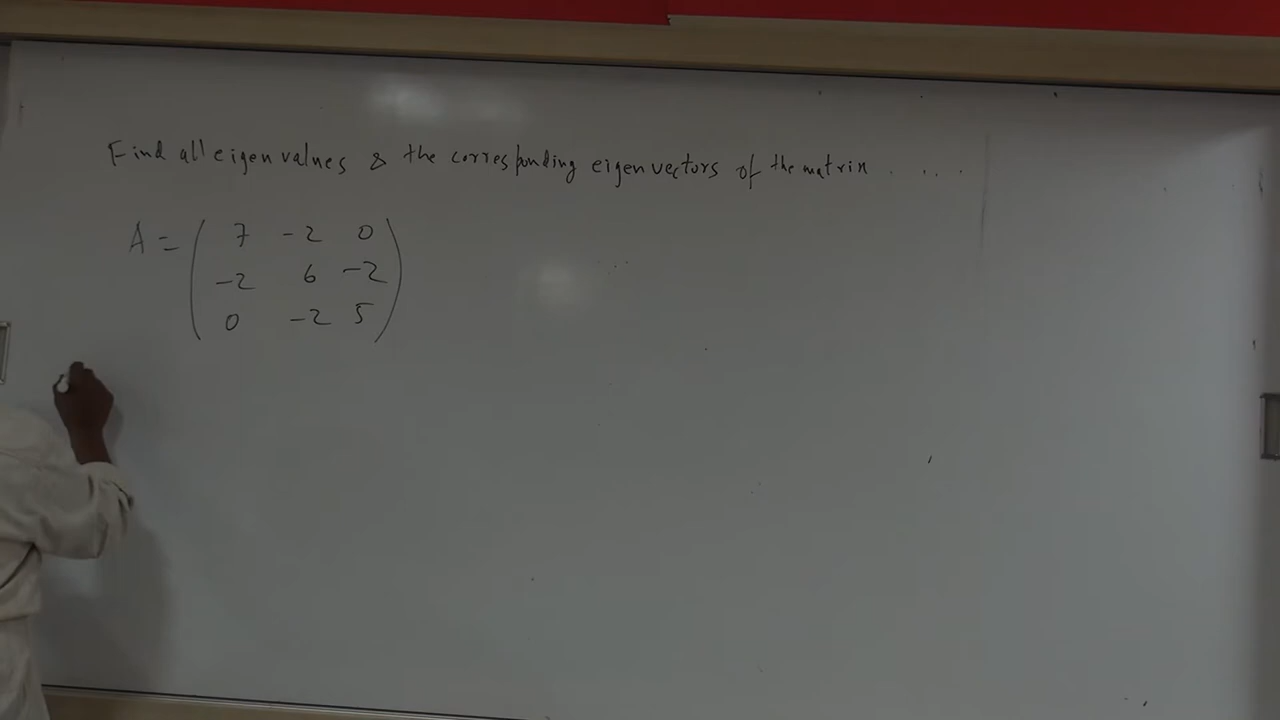 Find all eigen values & the corresponding eigen vectors of the matrix ....
A = ( 7 -2 0
-2 6 -2
0 -2 5 )